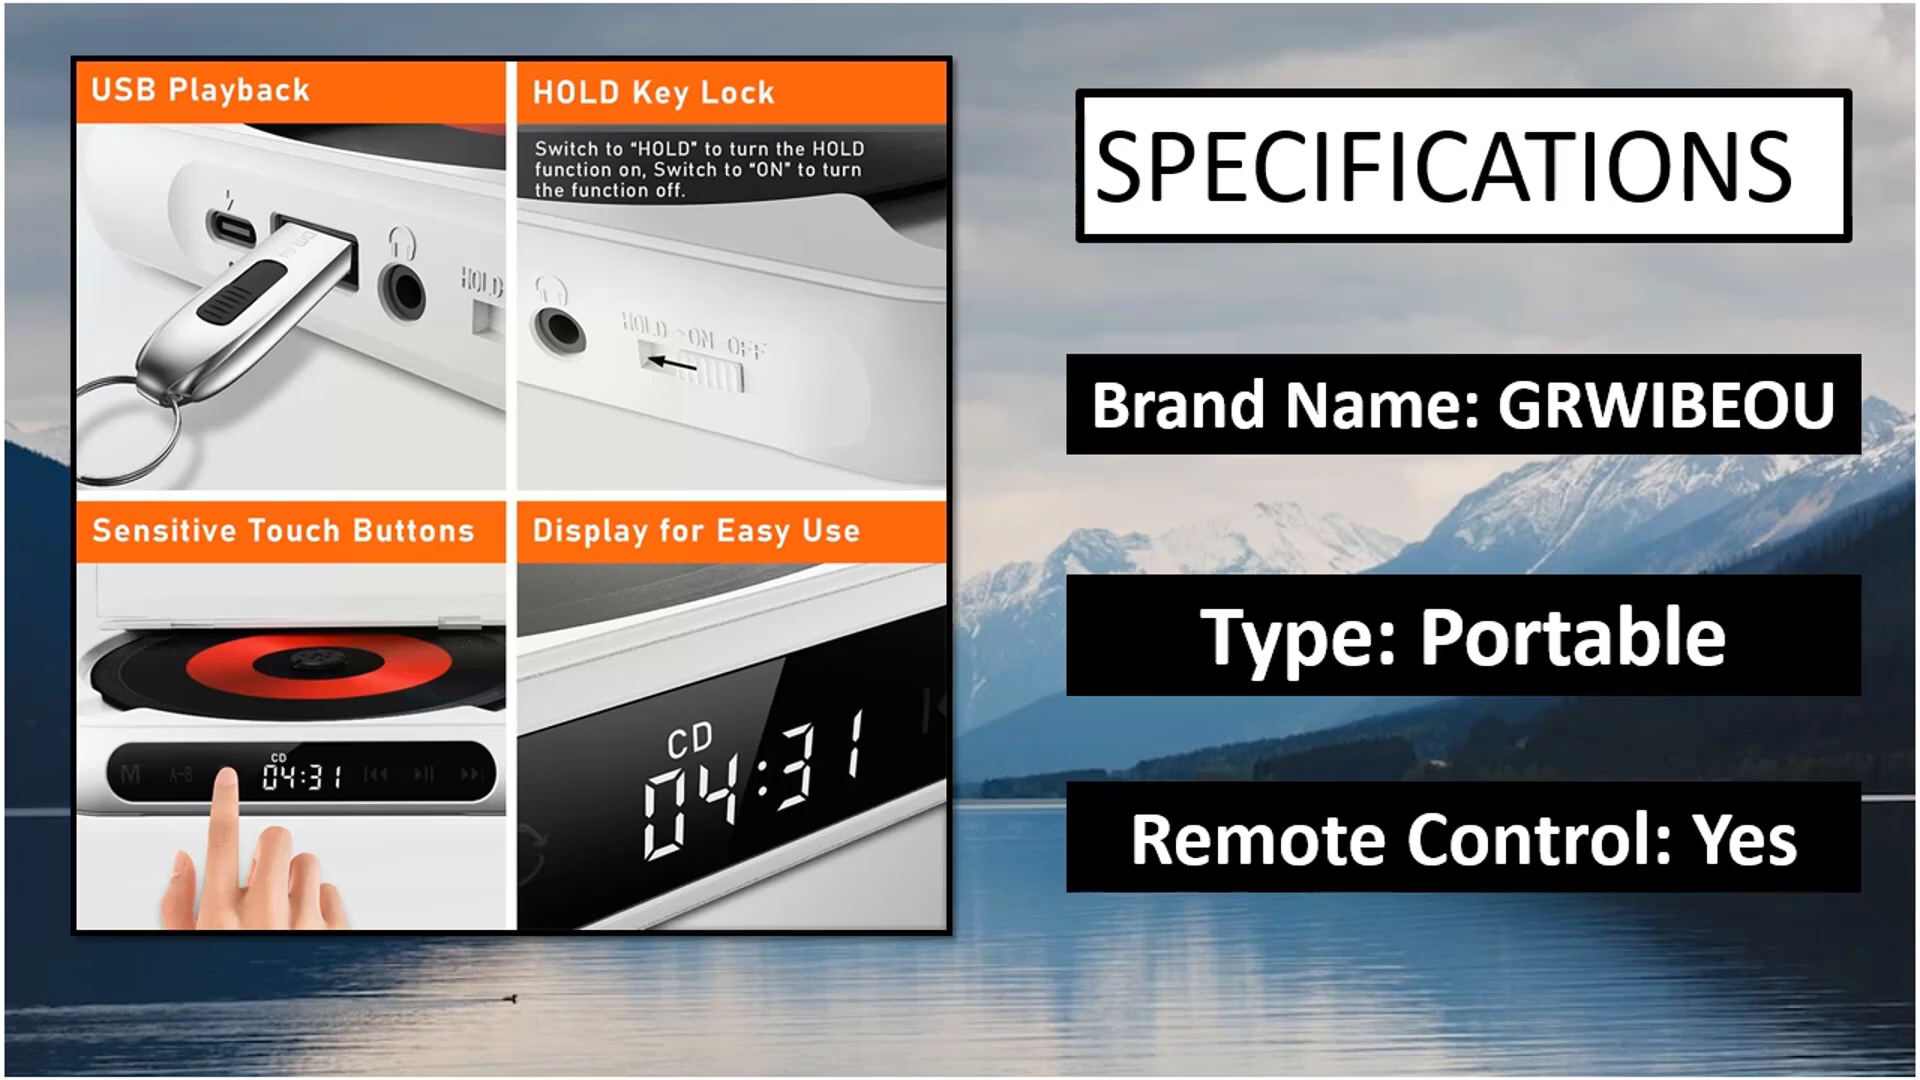 USB Playback
HOLD
HOLD Key Lock
Switch to “HOLD” to turn the HOLD
function on, Switch to “ON” to turn
the function off.
HOLD ON OFF
Sensitive Touch Buttons
M A-B CD
04:31
Display for Easy Use
CD
04:31
SPECIFICATIONS
Brand Name: GRWIBEOU
Type: Portable
Remote Control: Yes